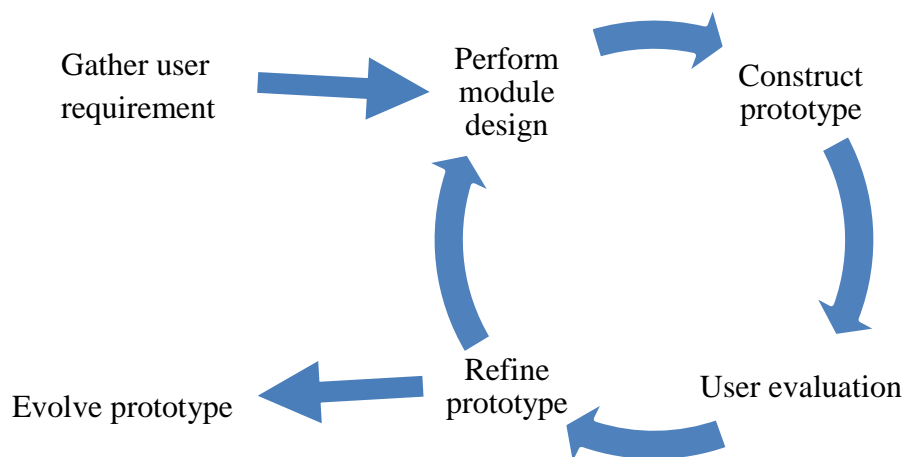 Gather user
requirement
Perform
module
design
Construct
prototype
User evaluation
Refine
prototype
Evolve prototype